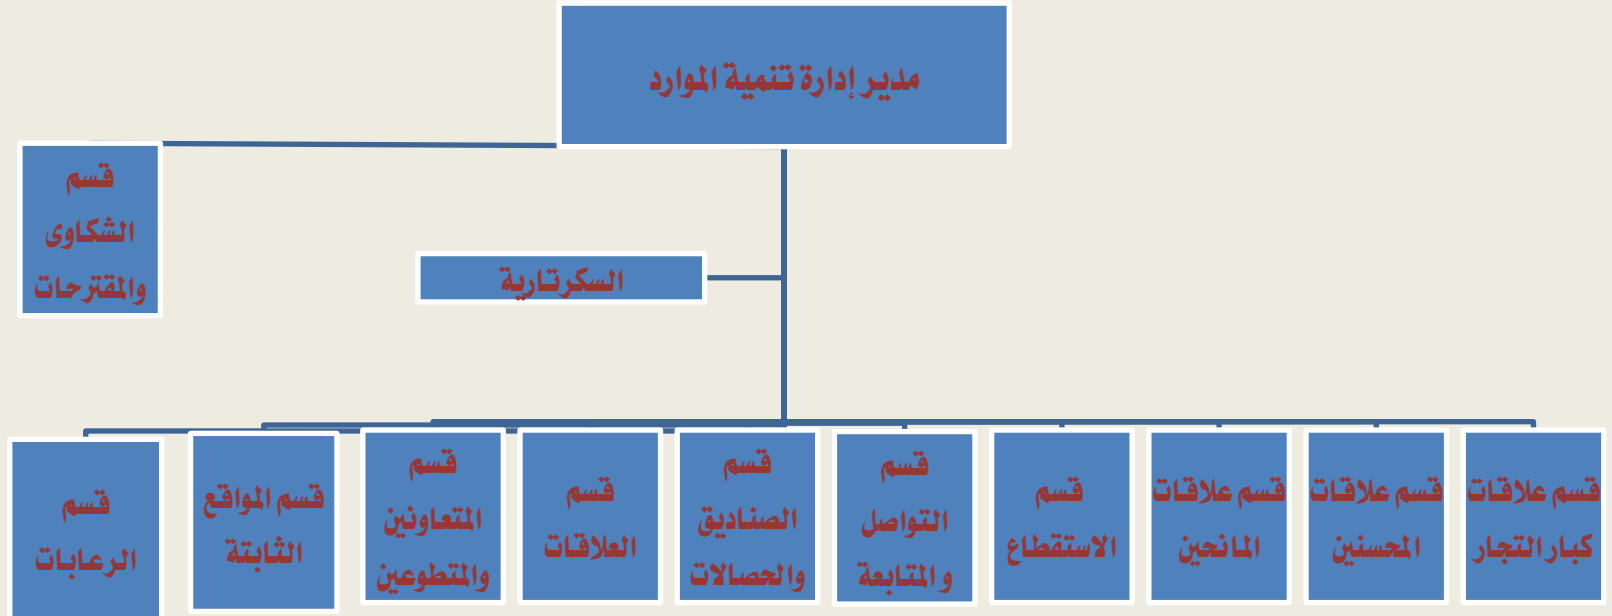 مدير إدارة تنمية الموارد
قسم
الشكاوى
والمقترحات
السكرتارية
قسم علاقات
كبار التجار
قسم علاقات
المحسنين
قسم علاقات
المانحين
قسم
الاستقطاع
قسم
التواصل
و المتابعة
قسم
الصناديق
والحصالات
قسم
العلاقات
قسم
المتعاونين
والمتطوعين
قسم المواقع
الثابتة
قسم
الرعابات